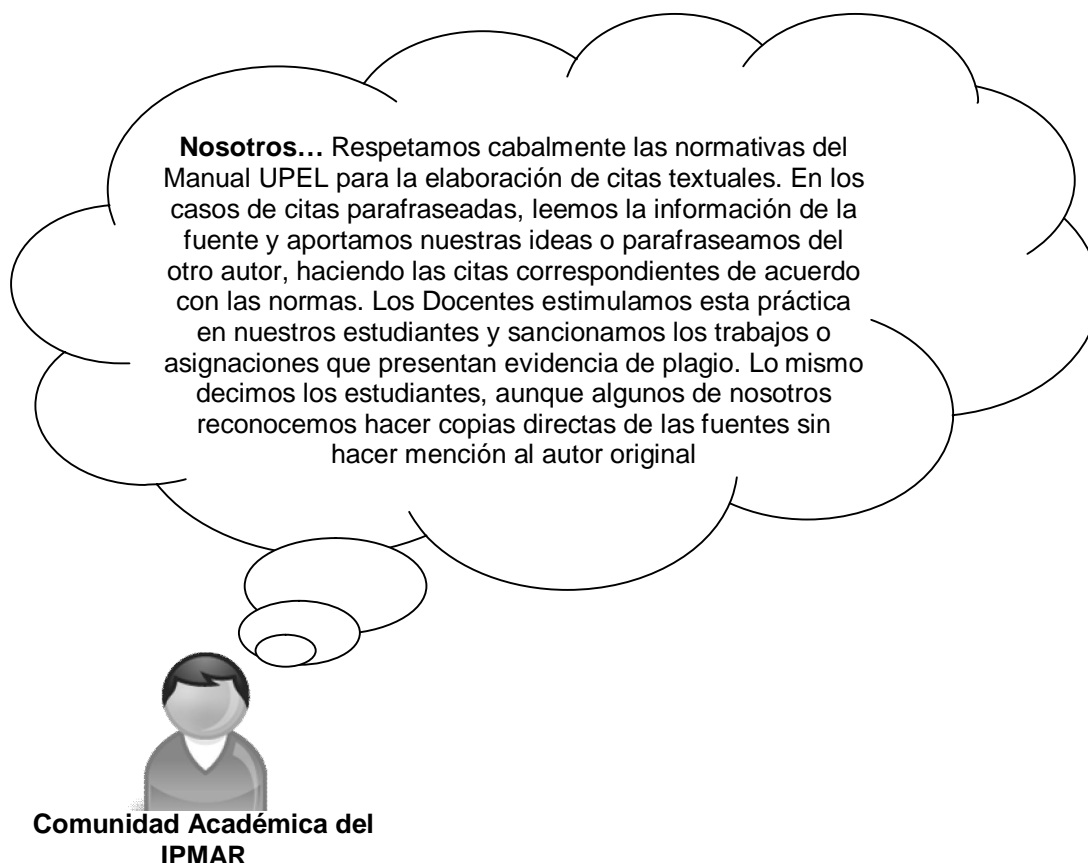 Nosotros… Respetamos cabalmente las normativas del
Manual UPEL para la elaboración de citas textuales. En los
casos de citas parafraseadas, leemos la información de la
fuente y aportamos nuestras ideas o parafraseamos del
otro autor, haciendo las citas correspondientes de acuerdo
con las normas. Los Docentes estimulamos esta práctica
en nuestros estudiantes y sancionamos los trabajos o
asignaciones que presentan evidencia de plagio. Lo mismo
decimos los estudiantes, aunque algunos de nosotros
reconocemos hacer copias directas de las fuentes sin
hacer mención al autor original
Comunidad Académica del
IPMAR